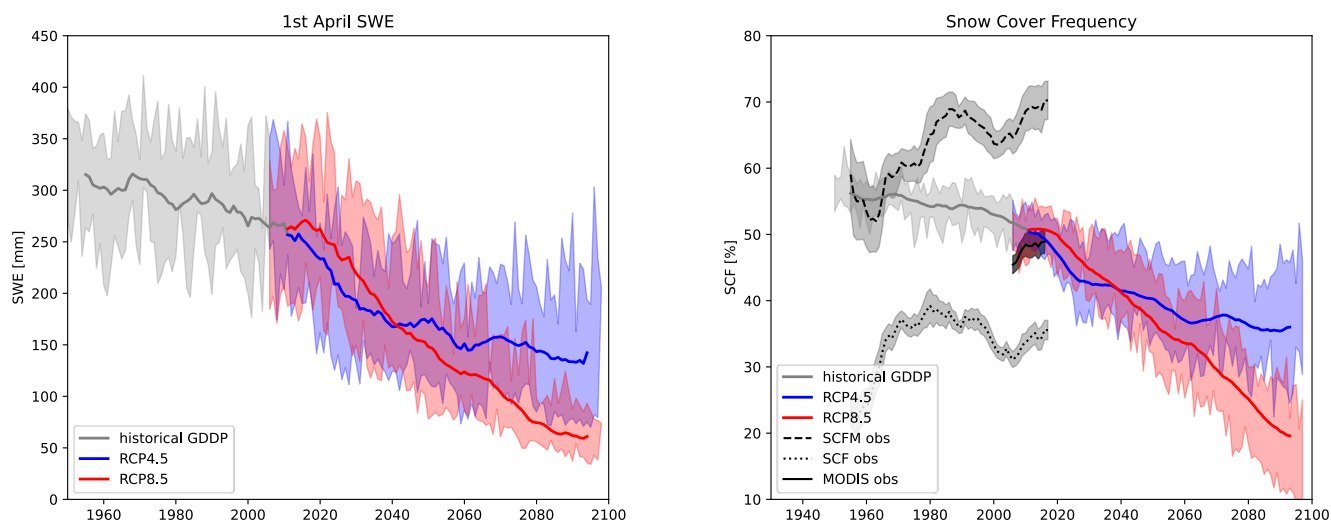 1st April SWE
450
400
350
300
250
200
150
100
50
0
SWE [mm]
historical GDDP
RCP4.5
RCP8.5
1960 1980 2000 2020 2040 2060 2080 2100
Snow Cover Frequency
80
70
60
50
40
30
20
10
SCF [%]
historical GDDP
RCP4.5
RCP8.5
SCFM obs
SCF obs
MODIS obs
1940 1960 1980 2000 2020 2040 2060 2080 2100